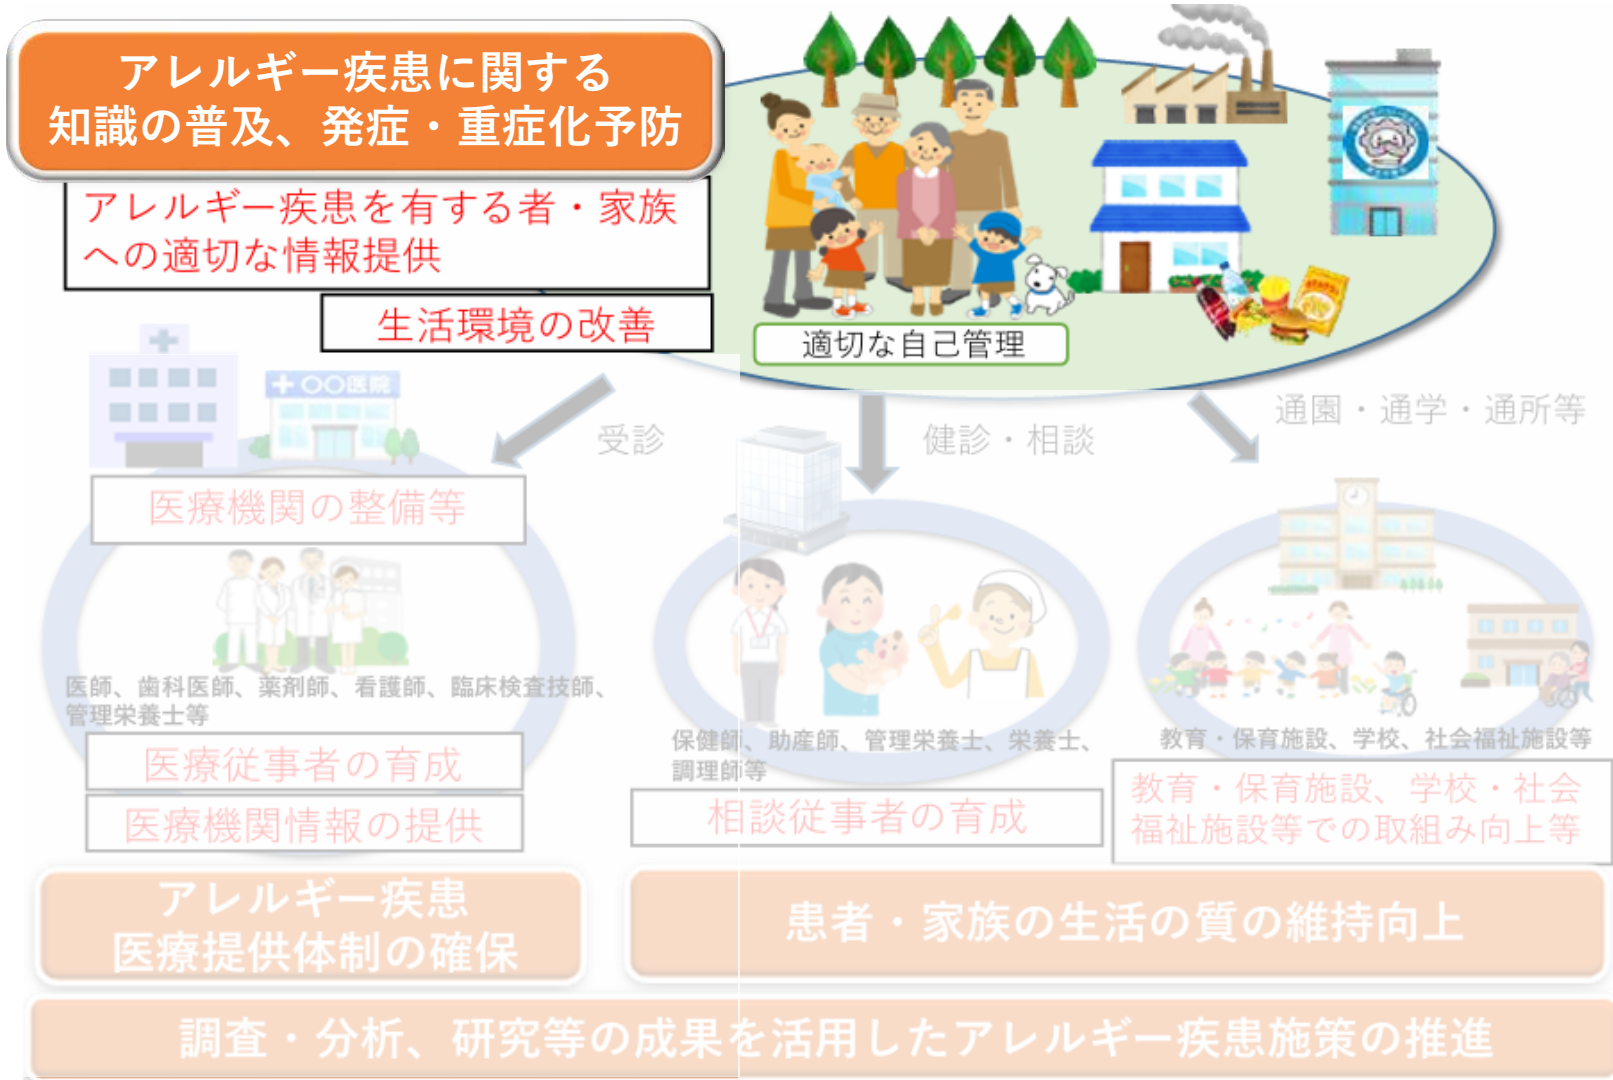 アレルギー疾患に関する
知識の普及、発症・重症化予防
アレルギー疾患を有する者・家族
への適切な情報提供
生活環境の改善
適切な自己管理
〇〇医院
受診
健診・相談
通園・通学・通所等
医療機関の整備等
医師、歯科医師、薬剤師、看護師、臨床検査技師、
管理栄養士等
医療従事者の育成
医療機関情報の提供
保健師、助産師、管理栄養士、栄養士、
調理師等
相談従事者の育成
教育・保育施設、学校、社会福祉施設等
教育・保育施設、学校・社会
福祉施設等での取組み向上等
アレルギー疾患
医療提供体制の確保
患者・家族の生活の質の維持向上
調査・分析、研究等の成果を活用したアレルギー疾患施策の推進